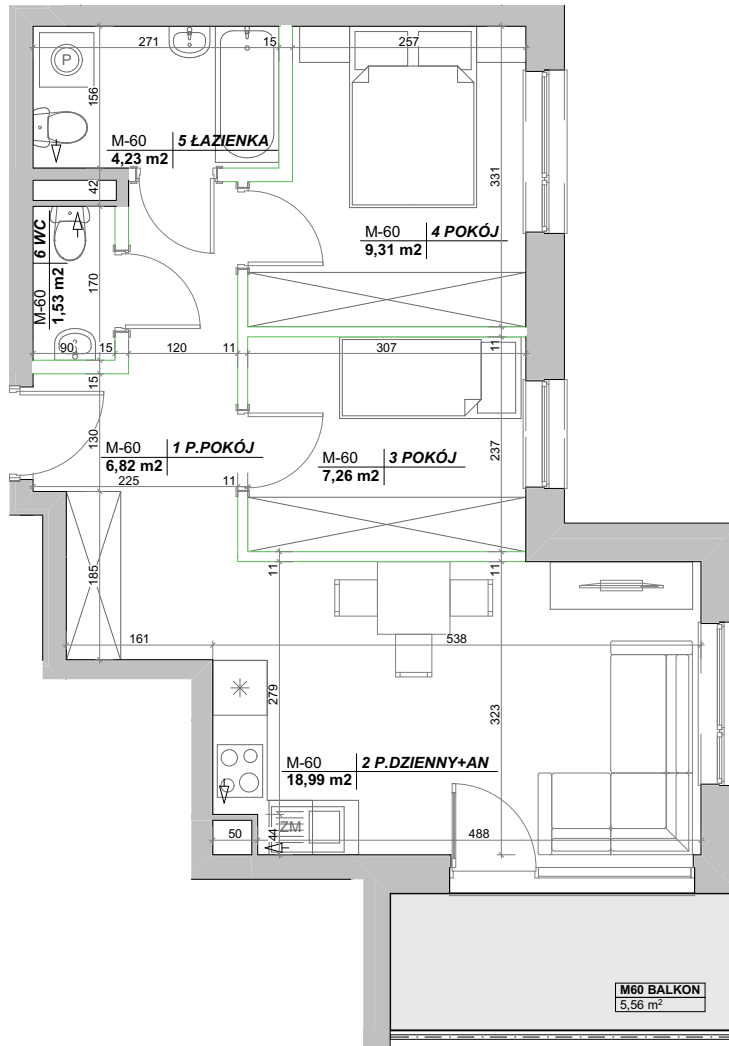 271
15
257
P
156
M-60
5 ŁAZIENKA
4,23 m2
42
331
M-60
4 POKÓJ
9,31 m2
6 WC
M-60
1,53 m2
170
90
15
120
11
307
11
15
130
M-60
1 P.POKÓJ
6,82 m2
M-60
3 POKÓJ
7,26 m2
237
225
11
11
11
185
161
538
279
323
M-60
2 P.DZIENNY+AN
18,99 m2
50
44
ZM
488
M60 BALKON
5,56 m²